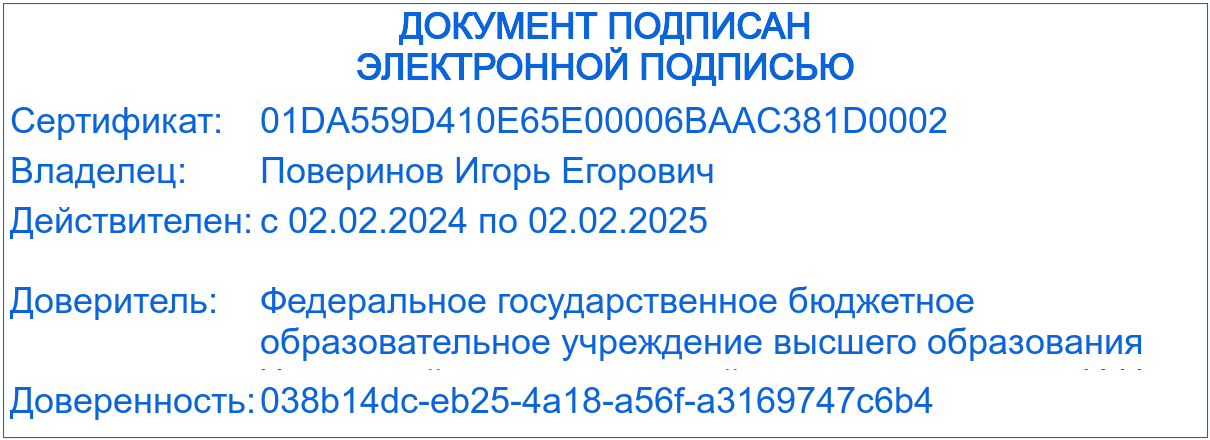 ДОКУМЕНТ ПОДПИСАН
ЭЛЕКТРОННОЙ ПОДПИСЬЮ
Сертификат: 01DA559D410E65E00006BAAC381D0002
Владелец: Поверинов Игорь Егорович
Действителен: с 02.02.2024 по 02.02.2025
Доверитель: Федеральное государственное бюджетное
образовательное учреждение высшего образования
Доверенность: 038b14dc-eb25-4a18-a56f-a3169747c6b4